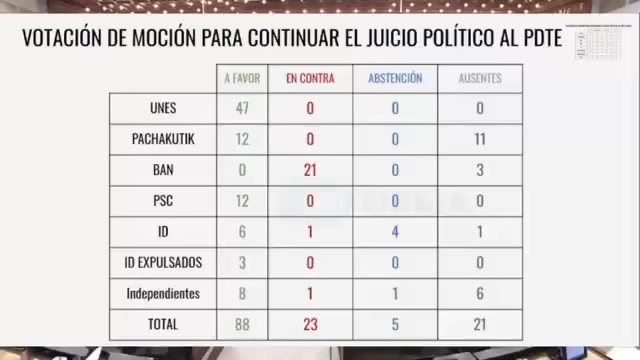 VOTACIÓN DE MOCIÓN PARA CONTINUAR EL JUICIO POLÍTICO AL PDTE
A FAVOR EN CONTRA ABSTENCIÓN AUSENTES
UNES 47 0 0 0
PACHAKUTIK 12 0 0 11
BAN 0 21 0 3
PSC 12 0 0 0
ID 6 1 4 1
ID EXPULSADOS 3 0 0 0
Independientes 8 1 1 6
TOTAL 88 23 5 21